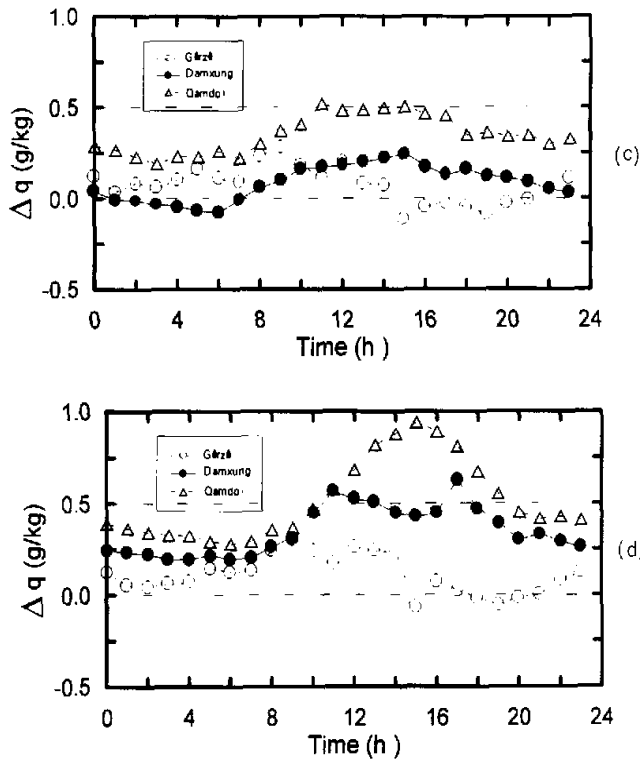 1.0
Gêrzê
Damxung
Qamdo
0.5
(c)
Δ q (g/kg)
0.0
-0.5
0 4 8 12 16 20 24
Time (h )
1.0
Gêrzê
Damxung
Qamdo
0.5
(d)
Δ q (g/kg)
0.0
-0.5
0 4 8 12 16 20 24
Time (h )